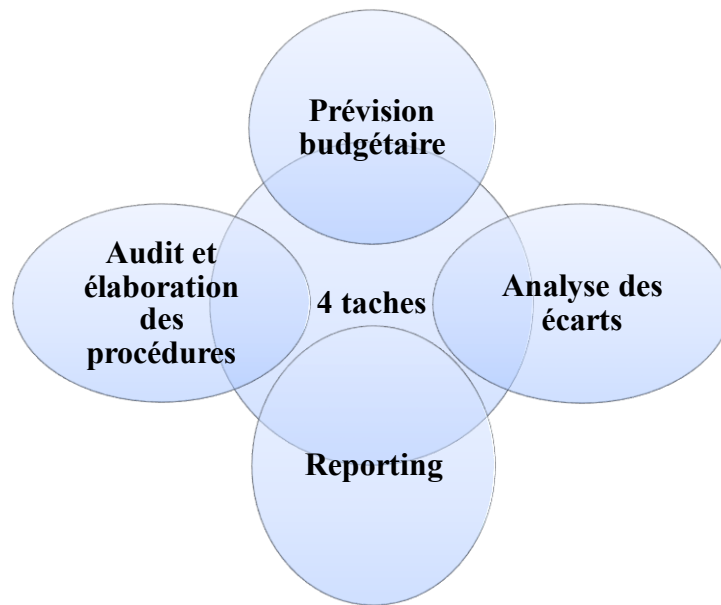 Prévision
budgétaire
Audit et
élaboration
des
procédures
4 taches
Analyse des
écarts
Reporting